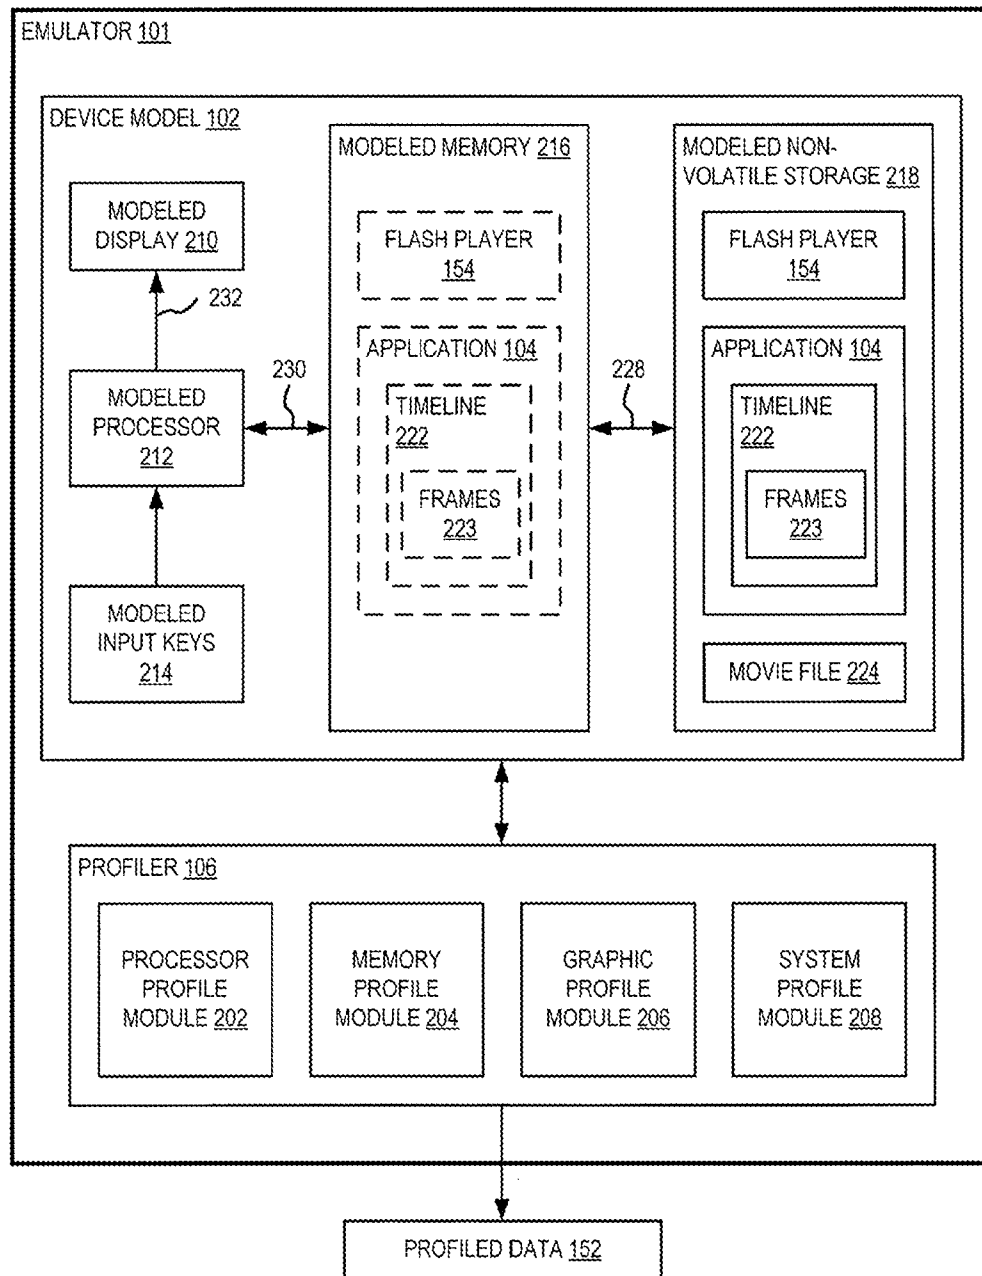 EMULATOR 101
DEVICE MODEL 102
MODELED
DISPLAY 210
232
MODELED
PROCESSOR
212
MODELED
INPUT KEYS
214
230
MODELED MEMORY 216
FLASH PLAYER
154
APPLICATION 104
TIMELINE
222
FRAMES
223
228
MODELED NON-
VOLATILE STORAGE 218
FLASH PLAYER
154
APPLICATION 104
TIMELINE
222
FRAMES
223
MOVIE FILE 224
PROFILER 106
PROCESSOR
PROFILE
MODULE 202
MEMORY
PROFILE
MODULE 204
GRAPHIC
PROFILE
MODULE 206
SYSTEM
PROFILE
MODULE 208
PROFILED DATA 152